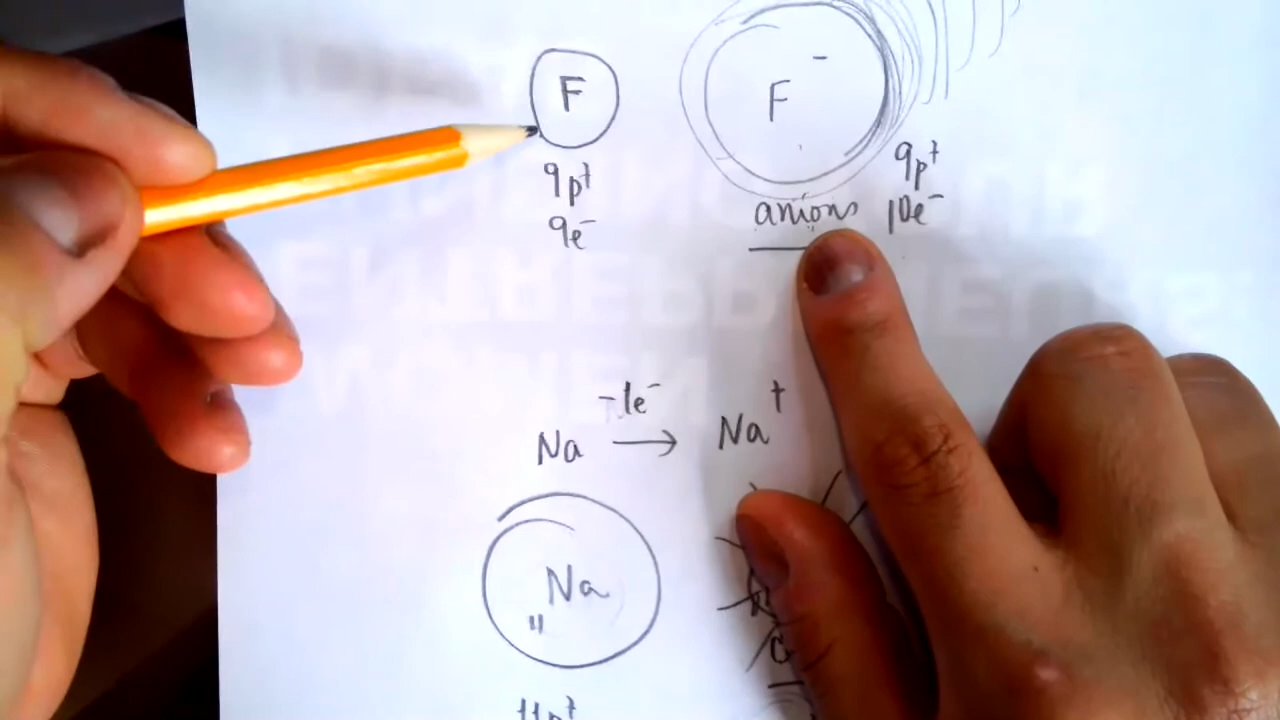 F
F⁻
9p⁺
9e⁻
9p⁺
10e⁻
anions
Na -1e⁻ → Na⁺
Na
11
11p⁺